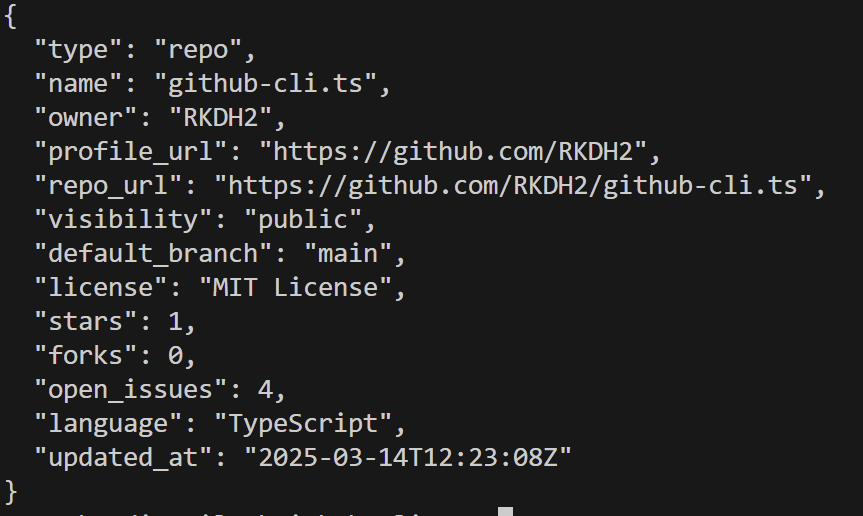 {
  "type": "repo",
  "name": "github-cli.ts",
  "owner": "RKDH2",
  "profile_url": "https://github.com/RKDH2",
  "repo_url": "https://github.com/RKDH2/github-cli.ts",
  "visibility": "public",
  "default_branch": "main",
  "license": "MIT License",
  "stars": 1,
  "forks": 0,
  "open_issues": 4,
  "language": "TypeScript",
  "updated_at": "2025-03-14T12:23:08Z"
}